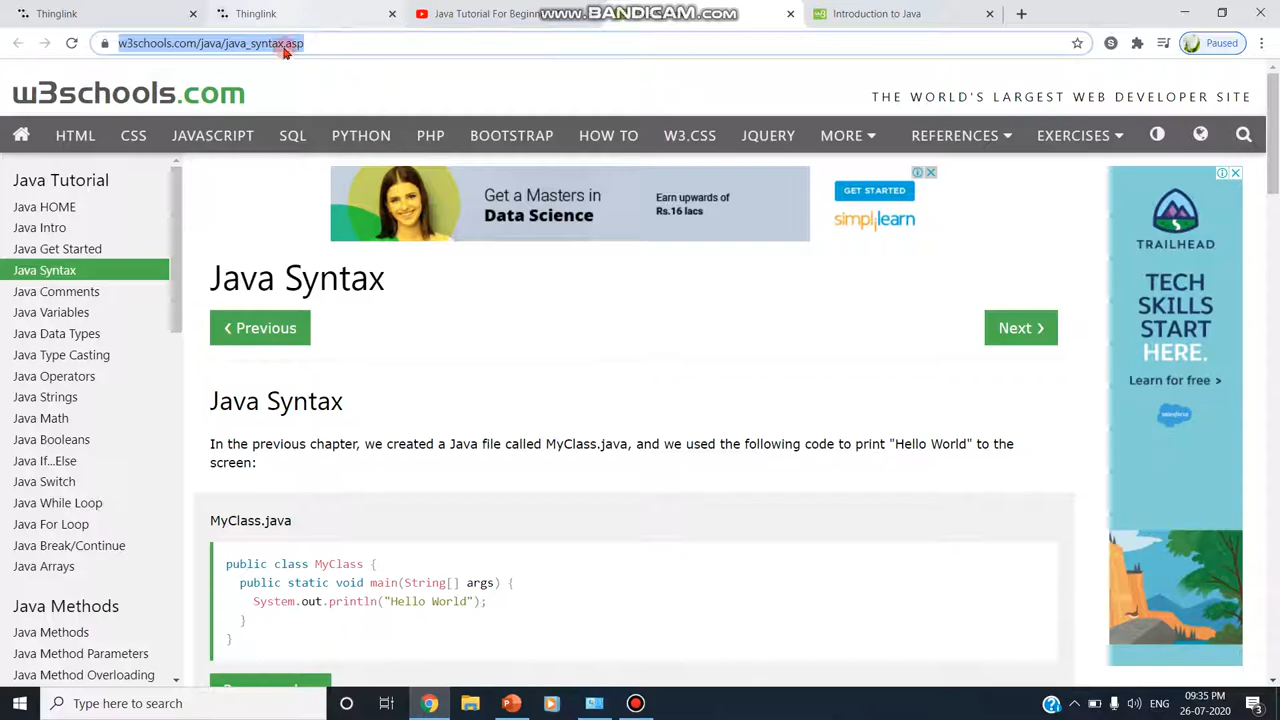 Thinglink
Thinglink
Java Tutorial For Beginn
WWW.BANDICAM.COM
Introduction to Java
w3schools.com/java/java_syntax.asp
S
Paused
w3schools.com
THE WORLD'S LARGEST WEB DEVELOPER SITE
HTML CSS JAVASCRIPT SQL PYTHON PHP BOOTSTRAP HOW TO W3.CSS JQUERY MORE REFERENCES EXERCISES
Java Tutorial
Java HOME
Java Intro
Java Get Started
Java Syntax
Java Comments
Java Variables
Java Data Types
Java Type Casting
Java Operators
Java Strings
Java Math
Java Booleans
Java If...Else
Java Switch
Java While Loop
Java For Loop
Java Break/Continue
Java Arrays
Java Methods
Java Methods
Java Method Parameters
Java Method Overloading
Get a Masters in
Data Science
Earn upwards of
Rs.16 lacs
GET STARTED
simplilearn
Java Syntax
❮ Previous
Next ❯
Java Syntax
In the previous chapter, we created a Java file called MyClass.java, and we used the following code to print "Hello World" to the
screen:
MyClass.java
public class MyClass {
public static void main(String[] args) {
System.out.println("Hello World");
}
}
TRAILHEAD
TECH
SKILLS
START
HERE.
Learn for free >
salesforce
Type here to search
ENG
09:35 PM
26-07-2020
3